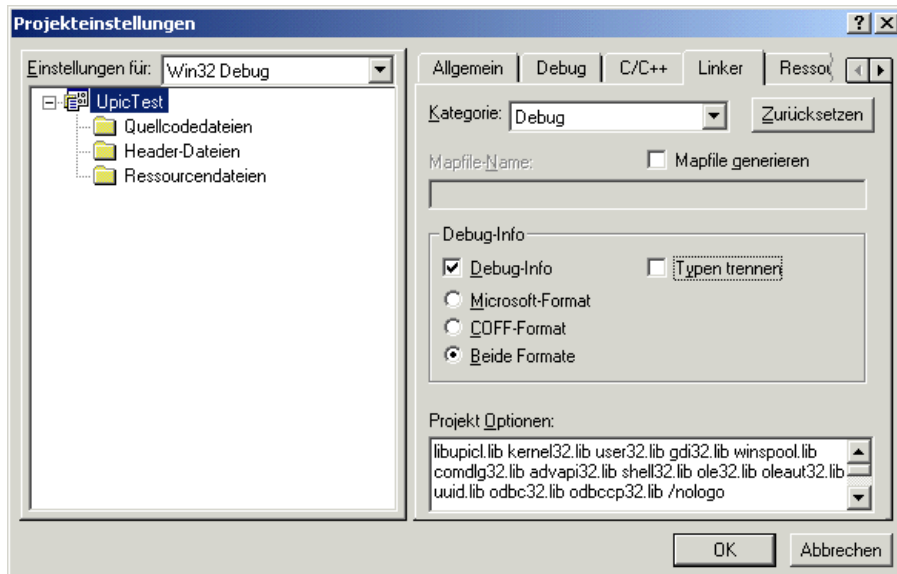 Projekteinstellungen
Einstellungen für: Win32 Debug
UpicTest
Quellcodedateien
Header-Dateien
Ressourcendateien
Allgemein Debug C/C++ Linker
Kategorie: Debug Zurücksetzen
Mapfile-Name: Mapfile generieren
Debug-Info
Debug-Info Typen trennen
Microsoft-Format
COFF-Format
Beide Formate
Projekt Optionen:
libupicl.lib kernel32.lib user32.lib gdi32.lib winspool.lib
comdlg32.lib advapi32.lib shell32.lib ole32.lib oleaut32.lib
uuid.lib odbc32.lib odbccp32.lib /nologo
OK Abbrechen